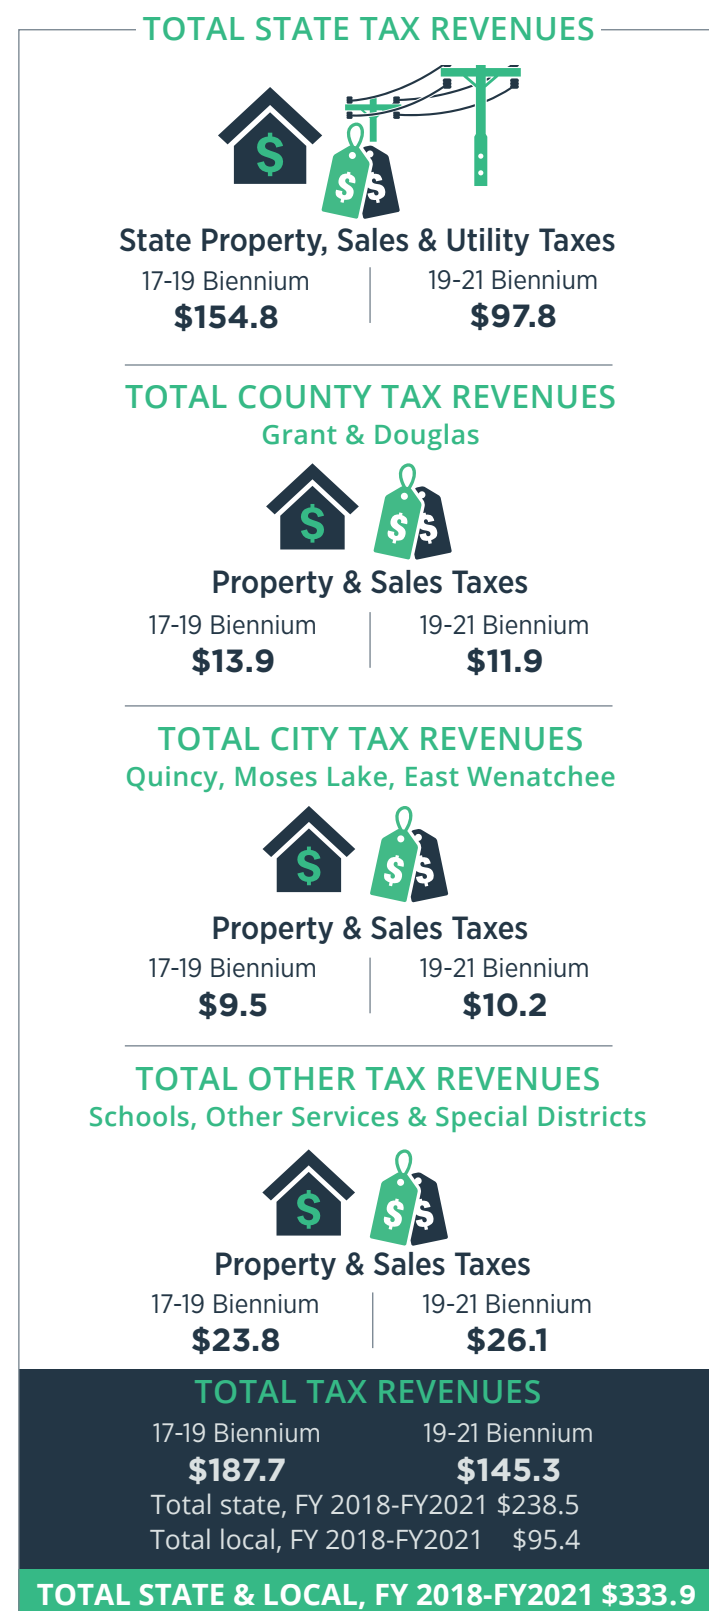 TOTAL STATE TAX REVENUES
$
$ $
State Property, Sales & Utility Taxes
17-19 Biennium 19-21 Biennium
$154.8 $97.8
TOTAL COUNTY TAX REVENUES
Grant & Douglas
$ $ $
Property & Sales Taxes
17-19 Biennium 19-21 Biennium
$13.9 $11.9
TOTAL CITY TAX REVENUES
Quincy, Moses Lake, East Wenatchee
$ $ $
Property & Sales Taxes
17-19 Biennium 19-21 Biennium
$9.5 $10.2
TOTAL OTHER TAX REVENUES
Schools, Other Services & Special Districts
$ $ $
Property & Sales Taxes
17-19 Biennium 19-21 Biennium
$23.8 $26.1
TOTAL TAX REVENUES
17-19 Biennium 19-21 Biennium
$187.7 $145.3
Total state, FY 2018-FY2021 $238.5
Total local, FY 2018-FY2021 $95.4
TOTAL STATE & LOCAL, FY 2018-FY2021 $333.9